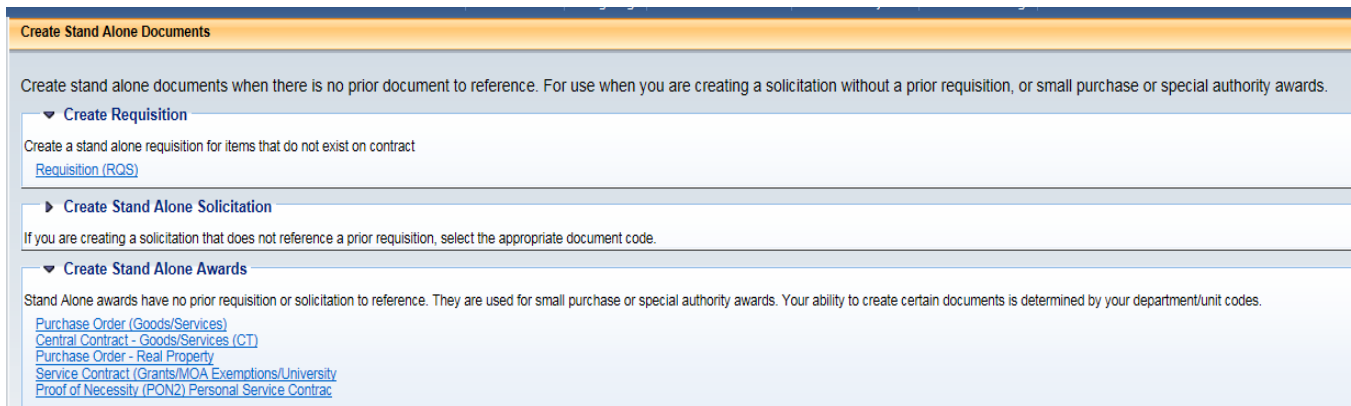 Create Stand Alone Documents
Create stand alone documents when there is no prior document to reference. For use when you are creating a solicitation without a prior requisition, or small purchase or special authority awards.
Create Requisition
Create a stand alone requisition for items that do not exist on contract
Requisition (RQS)
Create Stand Alone Solicitation
If you are creating a solicitation that does not reference a prior requisition, select the appropriate document code.
Create Stand Alone Awards
Stand Alone awards have no prior requisition or solicitation to reference. They are used for small purchase or special authority awards. Your ability to create certain documents is determined by your department/unit codes.
Purchase Order (Goods/Services)
Central Contract - Goods/Services (CT)
Purchase Order - Real Property
Service Contract (Grants/MOA Exemptions/University
Proof of Necessity (PON2) Personal Service Contrac